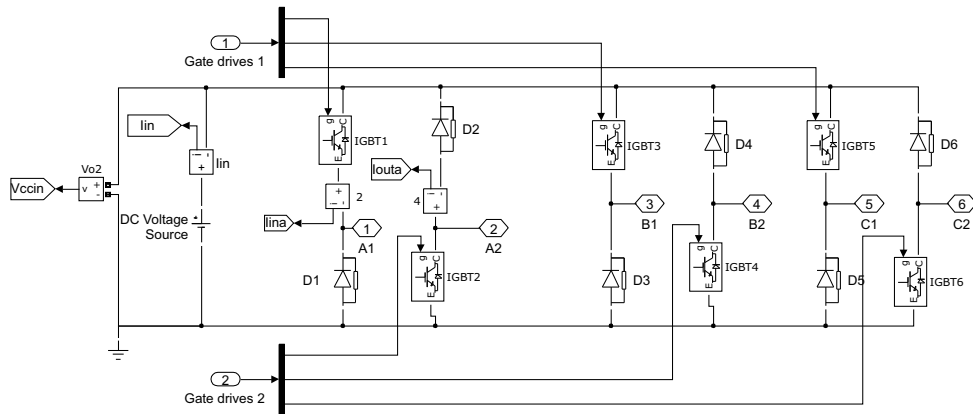 1
Gate drives 1
Iin
i
-
+
Iin
Vccin
v
+
-
Vo2
DC Voltage
Source
+
g
C
E
IGBT1
i
-
+
2
Iina
1
A1
D1
D2
Iouta
i
-
+
4
2
A2
g
C
E
IGBT2
g
C
E
IGBT3
3
B1
D3
D4
4
B2
g
C
E
IGBT4
g
C
E
IGBT5
5
C1
D5
D6
6
C2
g
C
E
IGBT6
2
Gate drives 2